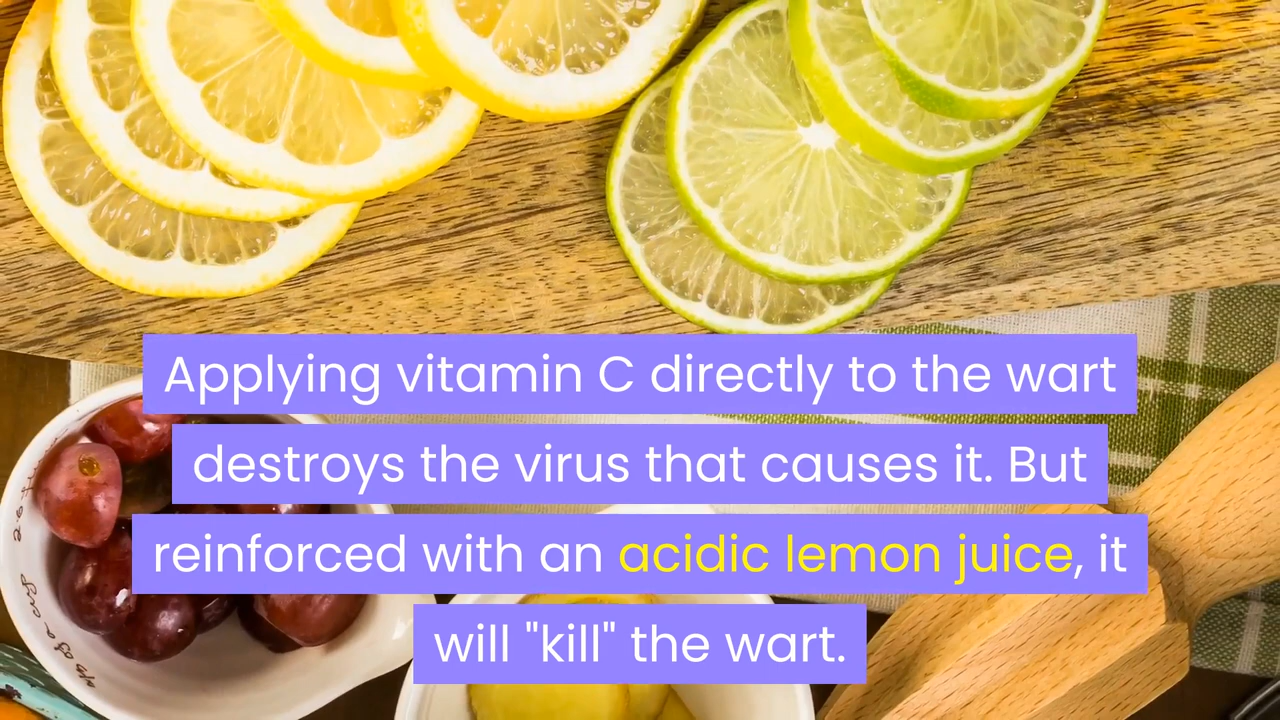 Applying vitamin C directly to the wart
destroys the virus that causes it. But
reinforced with an acidic lemon juice, it
will "kill" the wart.